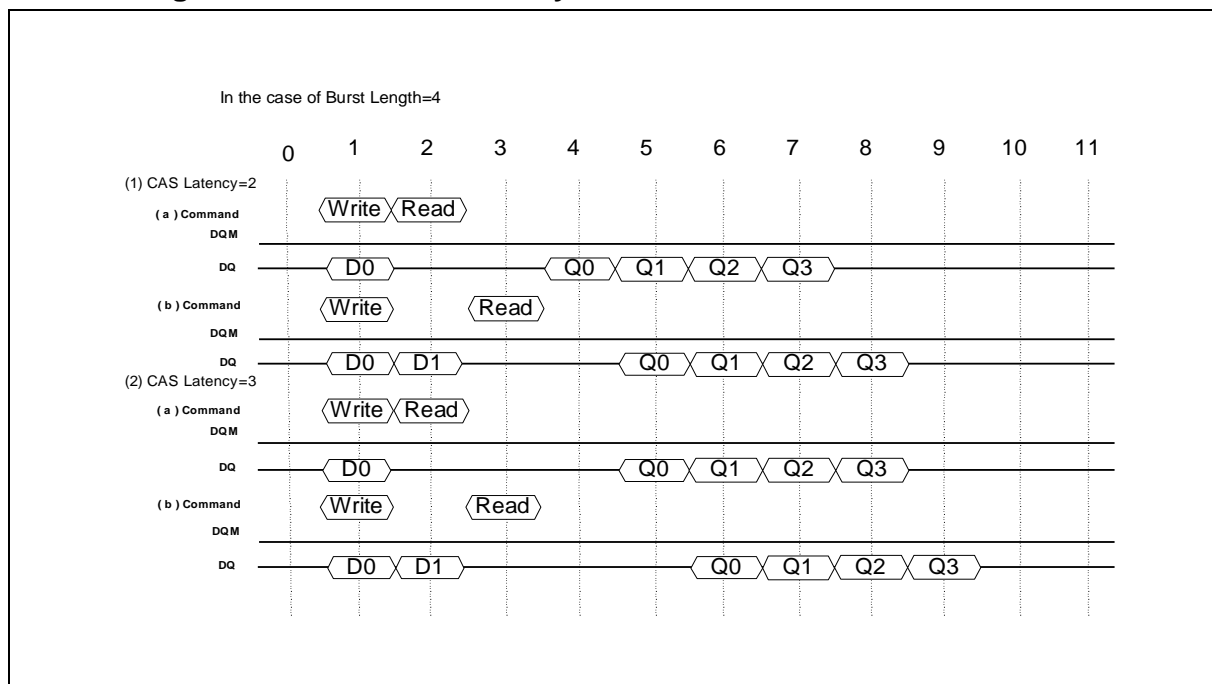 In the case of Burst Length=4
0 1 2 3 4 5 6 7 8 9 10 11
(1) CAS Latency=2
( a ) Command Write Read
DQM
DQ D0 Q0 Q1 Q2 Q3
( b ) Command Write Read
DQM
DQ D0 D1 Q0 Q1 Q2 Q3
(2) CAS Latency=3
( a ) Command Write Read
DQM
DQ D0 Q0 Q1 Q2 Q3
( b ) Command Write Read
DQM
DQ D0 D1 Q0 Q1 Q2 Q3